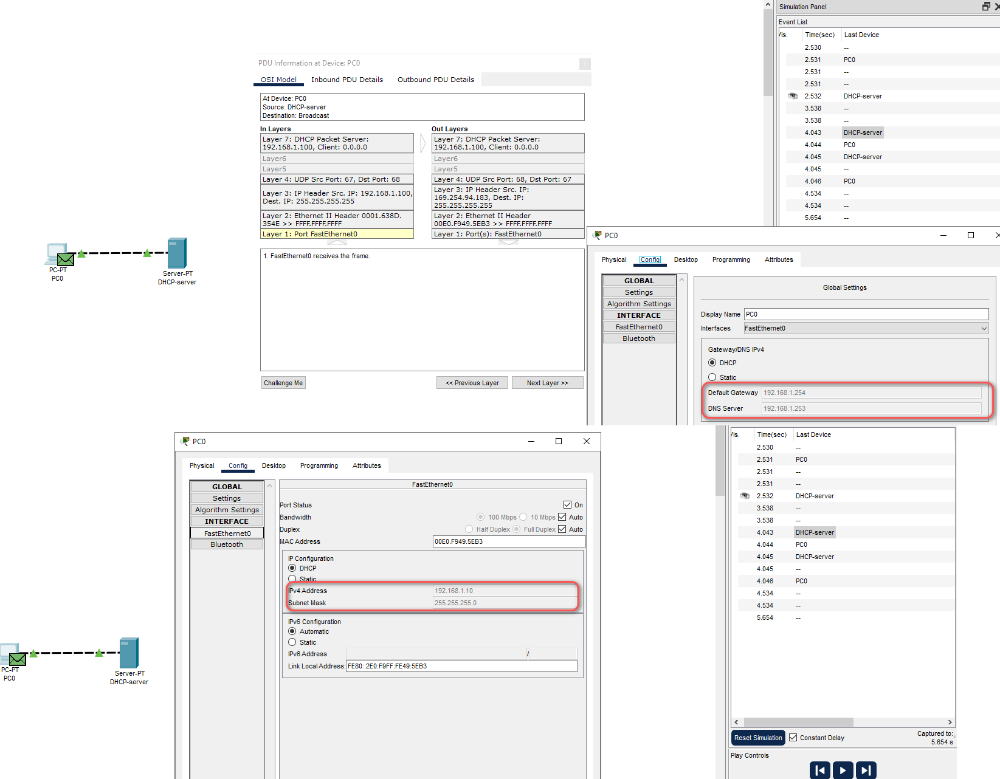 Simulation Panel
Event List
Vis. Time(sec) Last Device
2.530 --
2.531 PC0
2.531 --
2.531 --
2.532 DHCP-server
3.538 --
3.538 --
4.043 DHCP-server
4.044 PC0
4.045 DHCP-server
4.045 --
4.046 PC0
4.534 --
4.534 --
5.654 --
PDU Information at Device: PC0
OSI Model Inbound PDU Details Outbound PDU Details
At Device: PC0
Source: DHCP-server
Destination: Broadcast
In Layers
Layer 7: DHCP Packet Server:
192.168.1.100, Client: 0.0.0.0
Layer6
Layer5
Layer 4: UDP Src Port: 67, Dst Port: 68
Layer 3: IP Header Src. IP: 192.168.1.100,
Dest. IP: 255.255.255.255
Layer 2: Ethernet II Header 0001.638D.
354E >> FFFF.FFFF.FFFF
Layer 1: Port FastEthernet0
Out Layers
Layer 7: DHCP Packet Server:
192.168.1.100, Client: 0.0.0.0
Layer6
Layer5
Layer 4: UDP Src Port: 68, Dst Port: 67
Layer 3: IP Header Src. IP:
169.254.94.183, Dest. IP:
255.255.255.255
Layer 2: Ethernet II Header
00E0.F949.5EB3 >> FFFF.FFFF.FFFF
Layer 1: Port(s): FastEthernet0
1. FastEthernet0 receives the frame.
Challenge Me << Previous Layer Next Layer >>
PC-PT
PC0
Server-PT
DHCP-server
PC0
Physical Config Desktop Programming Attributes
GLOBAL
Settings
Algorithm Settings
INTERFACE
FastEthernet0
Bluetooth
Global Settings
Display Name PC0
Interfaces FastEthernet0
Gateway/DNS IPv4
DHCP
Static
Default Gateway 192.168.1.254
DNS Server 192.168.1.253
PC0
Physical Config Desktop Programming Attributes
GLOBAL
Settings
Algorithm Settings
INTERFACE
FastEthernet0
Bluetooth
FastEthernet0
Port Status On
Bandwidth 100 Mbps 10 Mbps Auto
Duplex Half Duplex Full Duplex Auto
MAC Address 00E0.F949.5EB3
IP Configuration
DHCP
Static
IPv4 Address 192.168.1.10
Subnet Mask 255.255.255.0
IPv6 Configuration
Automatic
Static
IPv6 Address /
Link Local Address: FE80::2E0:F9FF:FE49:5EB3
PC-PT
PC0
Server-PT
DHCP-server
Vis. Time(sec) Last Device
2.530 --
2.531 PC0
2.531 --
2.531 --
2.532 DHCP-server
3.538 --
3.538 --
4.043 DHCP-server
4.044 PC0
4.045 DHCP-server
4.045 --
4.046 PC0
4.534 --
4.534 --
5.654 --
Reset Simulation Constant Delay Captured to:
5.654 s
Play Controls